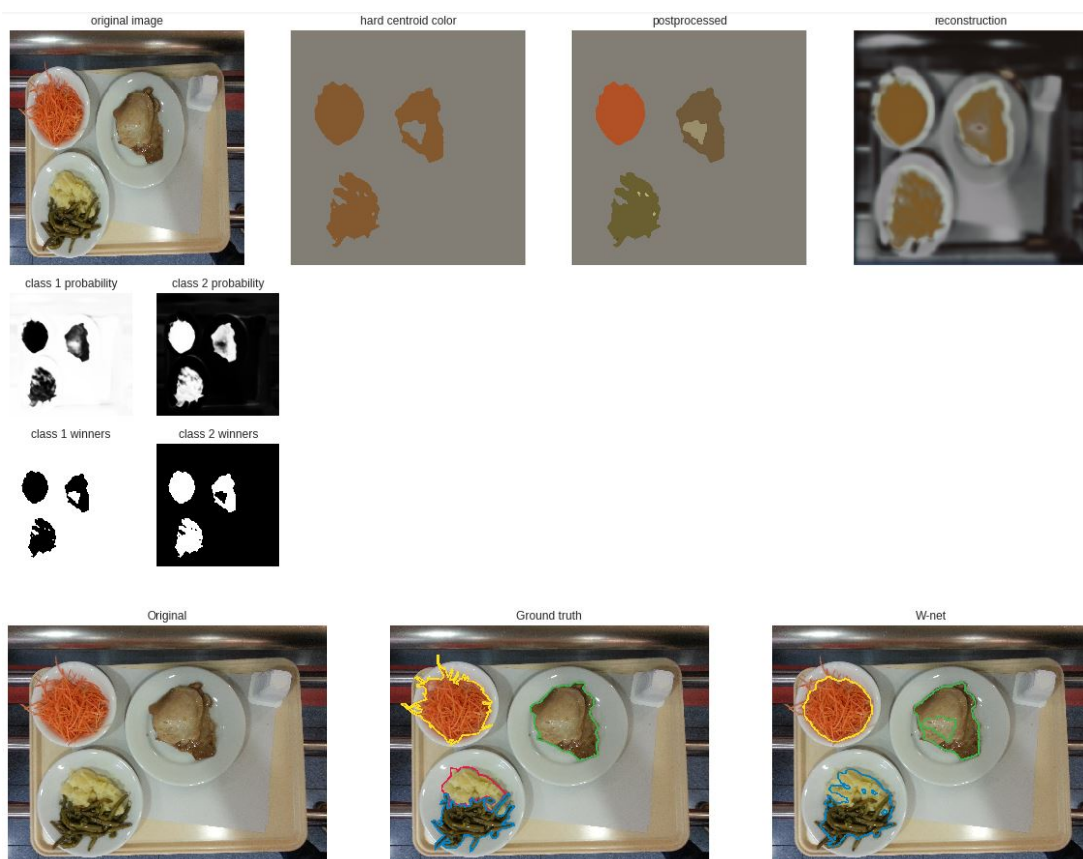 original image
hard centroid color
postprocessed
reconstruction
class 1 probability
class 2 probability
class 1 winners
class 2 winners
Original
Ground truth
W-net